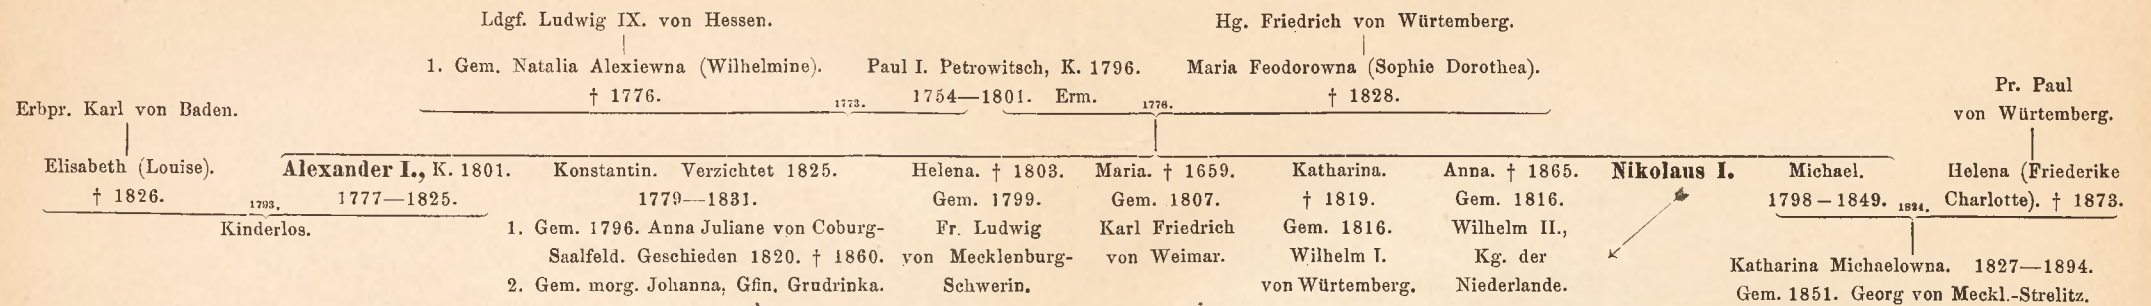 Ldgf. Ludwig IX. von Hessen.
Hg. Friedrich von Würtemberg.
1. Gem. Natalia Alexiewna (Wilhelmine).
† 1776.
1773.
Paul I. Petrowitsch, K. 1796.
1754—1801. Erm.
1776.
Maria Feodorowna (Sophie Dorothea).
† 1828.
Pr. Paul
von Würtemberg.
Erbpr. Karl von Baden.
Elisabeth (Louise).
† 1826.
1793.
Alexander I., K. 1801.
1777—1825.
Kinderlos.
Konstantin. Verzichtet 1825.
1779—1831.
1. Gem. 1796. Anna Juliane von Coburg-
Saalfeld. Geschieden 1820. † 1860.
2. Gem. morg. Johanna, Gfin. Grudrinka.
Helena. † 1803.
Gem. 1799.
Fr. Ludwig
von Mecklenburg-
Schwerin.
Maria. † 1659.
Gem. 1807.
Karl Friedrich
von Weimar.
Katharina.
† 1819.
Gem. 1816.
Wilhelm I.
von Würtemberg.
Anna. † 1865.
Gem. 1816.
Wilhelm II.,
Kg. der
Niederlande.
Nikolaus I.
Michael.
1798–1849.
1824.
Helena (Friederike
Charlotte). † 1873.
Katharina Michaelowna. 1827—1894.
Gem. 1851. Georg von Meckl.-Strelitz.